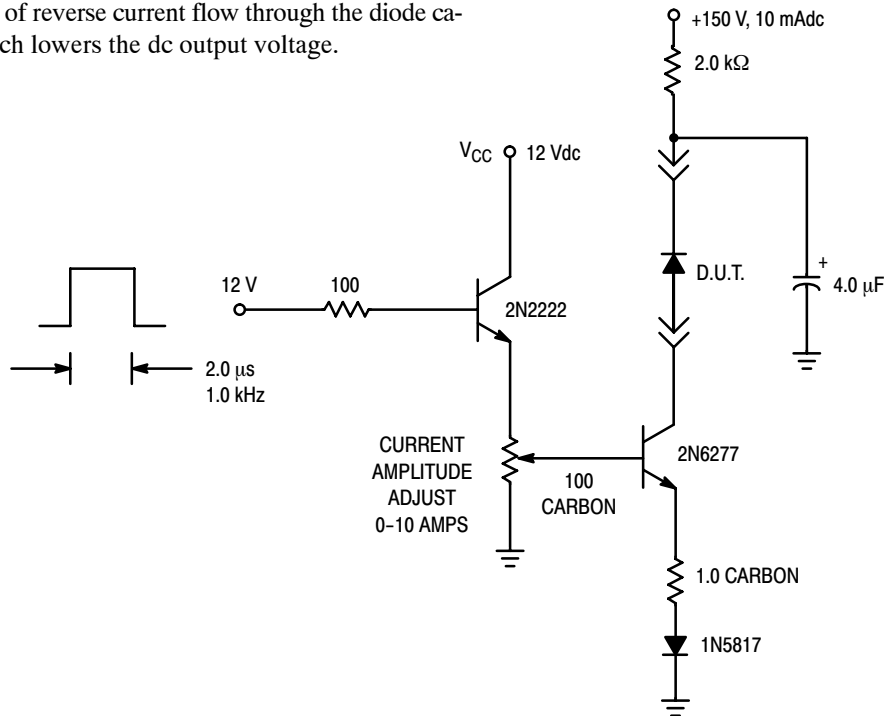 of reverse current flow through the diode ca-
ch lowers the dc output voltage.
+150 V, 10 mAdc
2.0 kΩ
VCC 12 Vdc
D.U.T.
+
4.0 μF
12 V
100
2N2222
2.0 μs
1.0 kHz
CURRENT
AMPLITUDE
ADJUST
0-10 AMPS
100
CARBON
2N6277
1.0 CARBON
1N5817